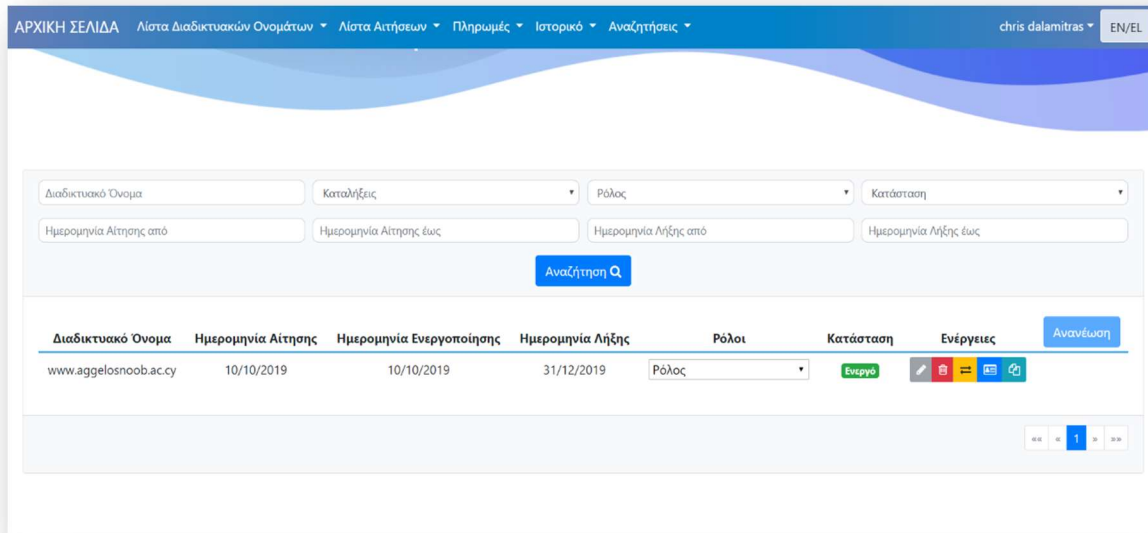 ΑΡΧΙΚΗ ΣΕΛΙΔΑ Λίστα Διαδικτυακών Ονομάτων Λίστα Αιτήσεων Πληρωμές Ιστορικό Αναζητήσεις chris dalamitras EN/EL
Διαδικτυακό Όνομα Καταλήξεις Ρόλος Κατάσταση
Ημερομηνία Αίτησης από Ημερομηνία Αίτησης έως Ημερομηνία Λήξης από Ημερομηνία Λήξης έως
Αναζήτηση
Διαδικτυακό Όνομα Ημερομηνία Αίτησης Ημερομηνία Ενεργοποίησης Ημερομηνία Λήξης Ρόλοι Κατάσταση Ενέργειες Ανανέωση
www.aggelosnoob.ac.cy 10/10/2019 10/10/2019 31/12/2019 Ρόλος Ενεργό
«« « 1 » »»